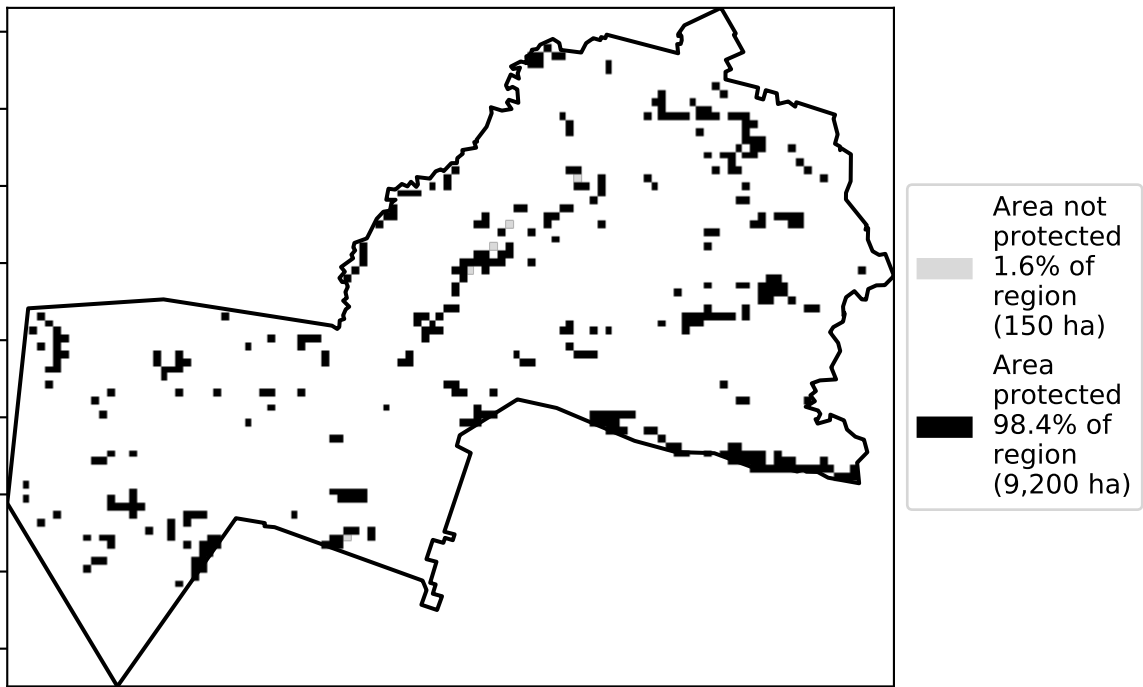 Area not
protected
1.6% of
region
(150 ha)
Area
protected
98.4% of
region
(9,200 ha)